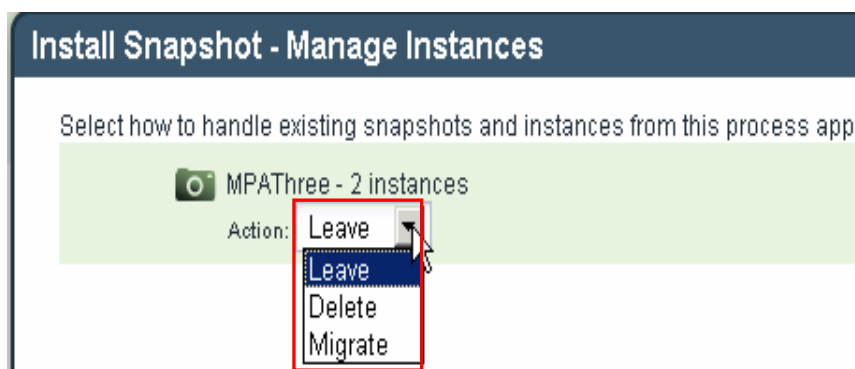 Install Snapshot - Manage Instances
Select how to handle existing snapshots and instances from this process app
MPAThree - 2 instances
Action: Leave
Leave
Delete
Migrate